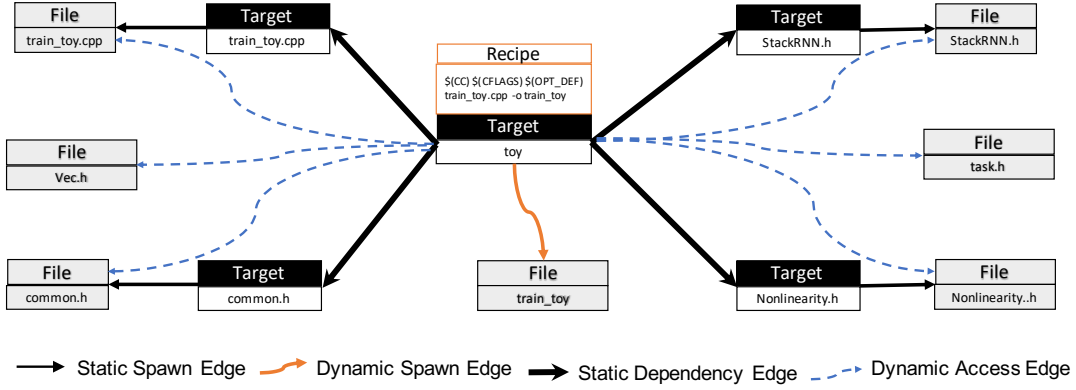 File
train_toy.cpp
Target
train_toy.cpp
Recipe
$(CC) $(CFLAGS) $(OPT_DEF)
train_toy.cpp -o train_toy
Target
toy
Target
StackRNN.h
File
StackRNN.h
File
Vec.h
File
task.h
File
common.h
Target
common.h
File
train_toy
Target
Nonlinearity.h
File
Nonlinearity..h
Static Spawn Edge
Dynamic Spawn Edge
Static Dependency Edge
Dynamic Access Edge